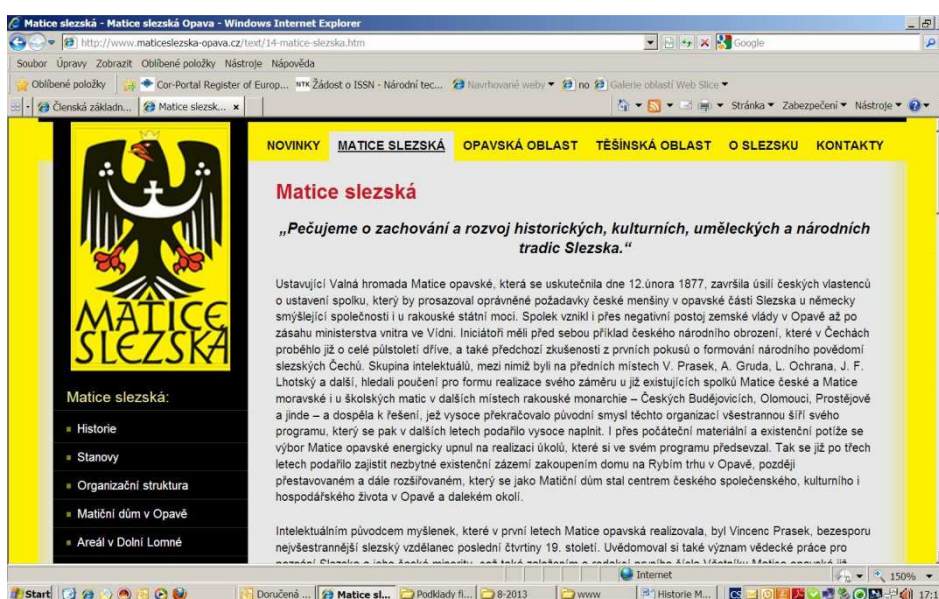 Matice slezská - Matice slezská Opava - Windows Internet Explorer
http://www.maticeslezska-opava.cz/text/14-matice-slezska.htm
Google
Soubor Úpravy Zobrazit Oblíbené položky Nástroje Nápověda
Oblíbené položky Cor-Portal Register of Europ... NTK Žádost o ISSN - Národní tec... Navrhované weby no Galerie oblastí Web Slice
Členská základn... Matice slezsk... x Stránka Zabezpečení Nástroje
NOVINKY MATICE SLEZSKÁ OPAVSKÁ OBLAST TĚŠÍNSKÁ OBLAST O SLEZSKU KONTAKTY
MATICE
SLEZSKÁ
Matice slezská:
Historie
Stanovy
Organizační struktura
Matiční dům v Opavě
Areál v Dolní Lomné
Matice slezská
„Pečujeme o zachování a rozvoj historických, kulturních, uměleckých a národních
tradic Slezska.“
Ustavující Valná hromada Matice opavské, která se uskutečnila dne 12.února 1877, završila úsilí českých vlastenců
o ustavení spolku, který by prosazoval oprávněné požadavky české menšiny v opavské části Slezska u německy
smýšlející společnosti i u rakouské státní moci. Spolek vznikl i přes negativní postoj zemské vlády v Opavě až po
zásahu ministerstva vnitra ve Vídni. Iniciátoři měli před sebou příklad českého národního obrození, které v Čechách
proběhlo již o celé půlstoletí dříve, a také předchozí zkušenosti z prvních pokusů o formování národního povědomí
slezských Čechů. Skupina intelektuálů, mezi nimiž byli na předních místech V. Prasek, A. Gruda, L. Ochrana, J. F.
Lhotský a další, hledali poučení pro formu realizace svého záměru u již existujících spolků Matice české a Matice
moravské i u školských matic v dalších místech rakouské monarchie – Českých Budějovicích, Olomouci, Prostějově
a jinde – a dospěla k řešení, jež vysoce překračovalo původní smysl těchto organizací všestrannou šíří svého
programu, který se pak v dalších letech podařilo vysoce naplnit. I přes počáteční materiální a existenční potíže se
výbor Matice opavské energicky upnul na realizaci úkolů, které si ve svém programu předsevzal. Tak se již po třech
letech podařilo zajistit nezbytné existenční zázemí zakoupením domu na Rybím trhu v Opavě, později
přestavovaném a dále rozšiřovaném, který se jako Matiční dům stal centrem českého společenského, kulturního i
hospodářského života v Opavě a dalekém okolí.
Intelektuálním původcem myšlenek, které v první letech Matice opavská realizovala, byl Vincenc Prasek, bezesporu
nejvšestrannější slezský vzdělanec poslední čtvrtiny 19. století. Uvědomoval si také význam vědecké práce pro
Internet 150%
Start Doručená ... Matice sl... Podklady fi... 8-2013 www Historie M... CS 17:1